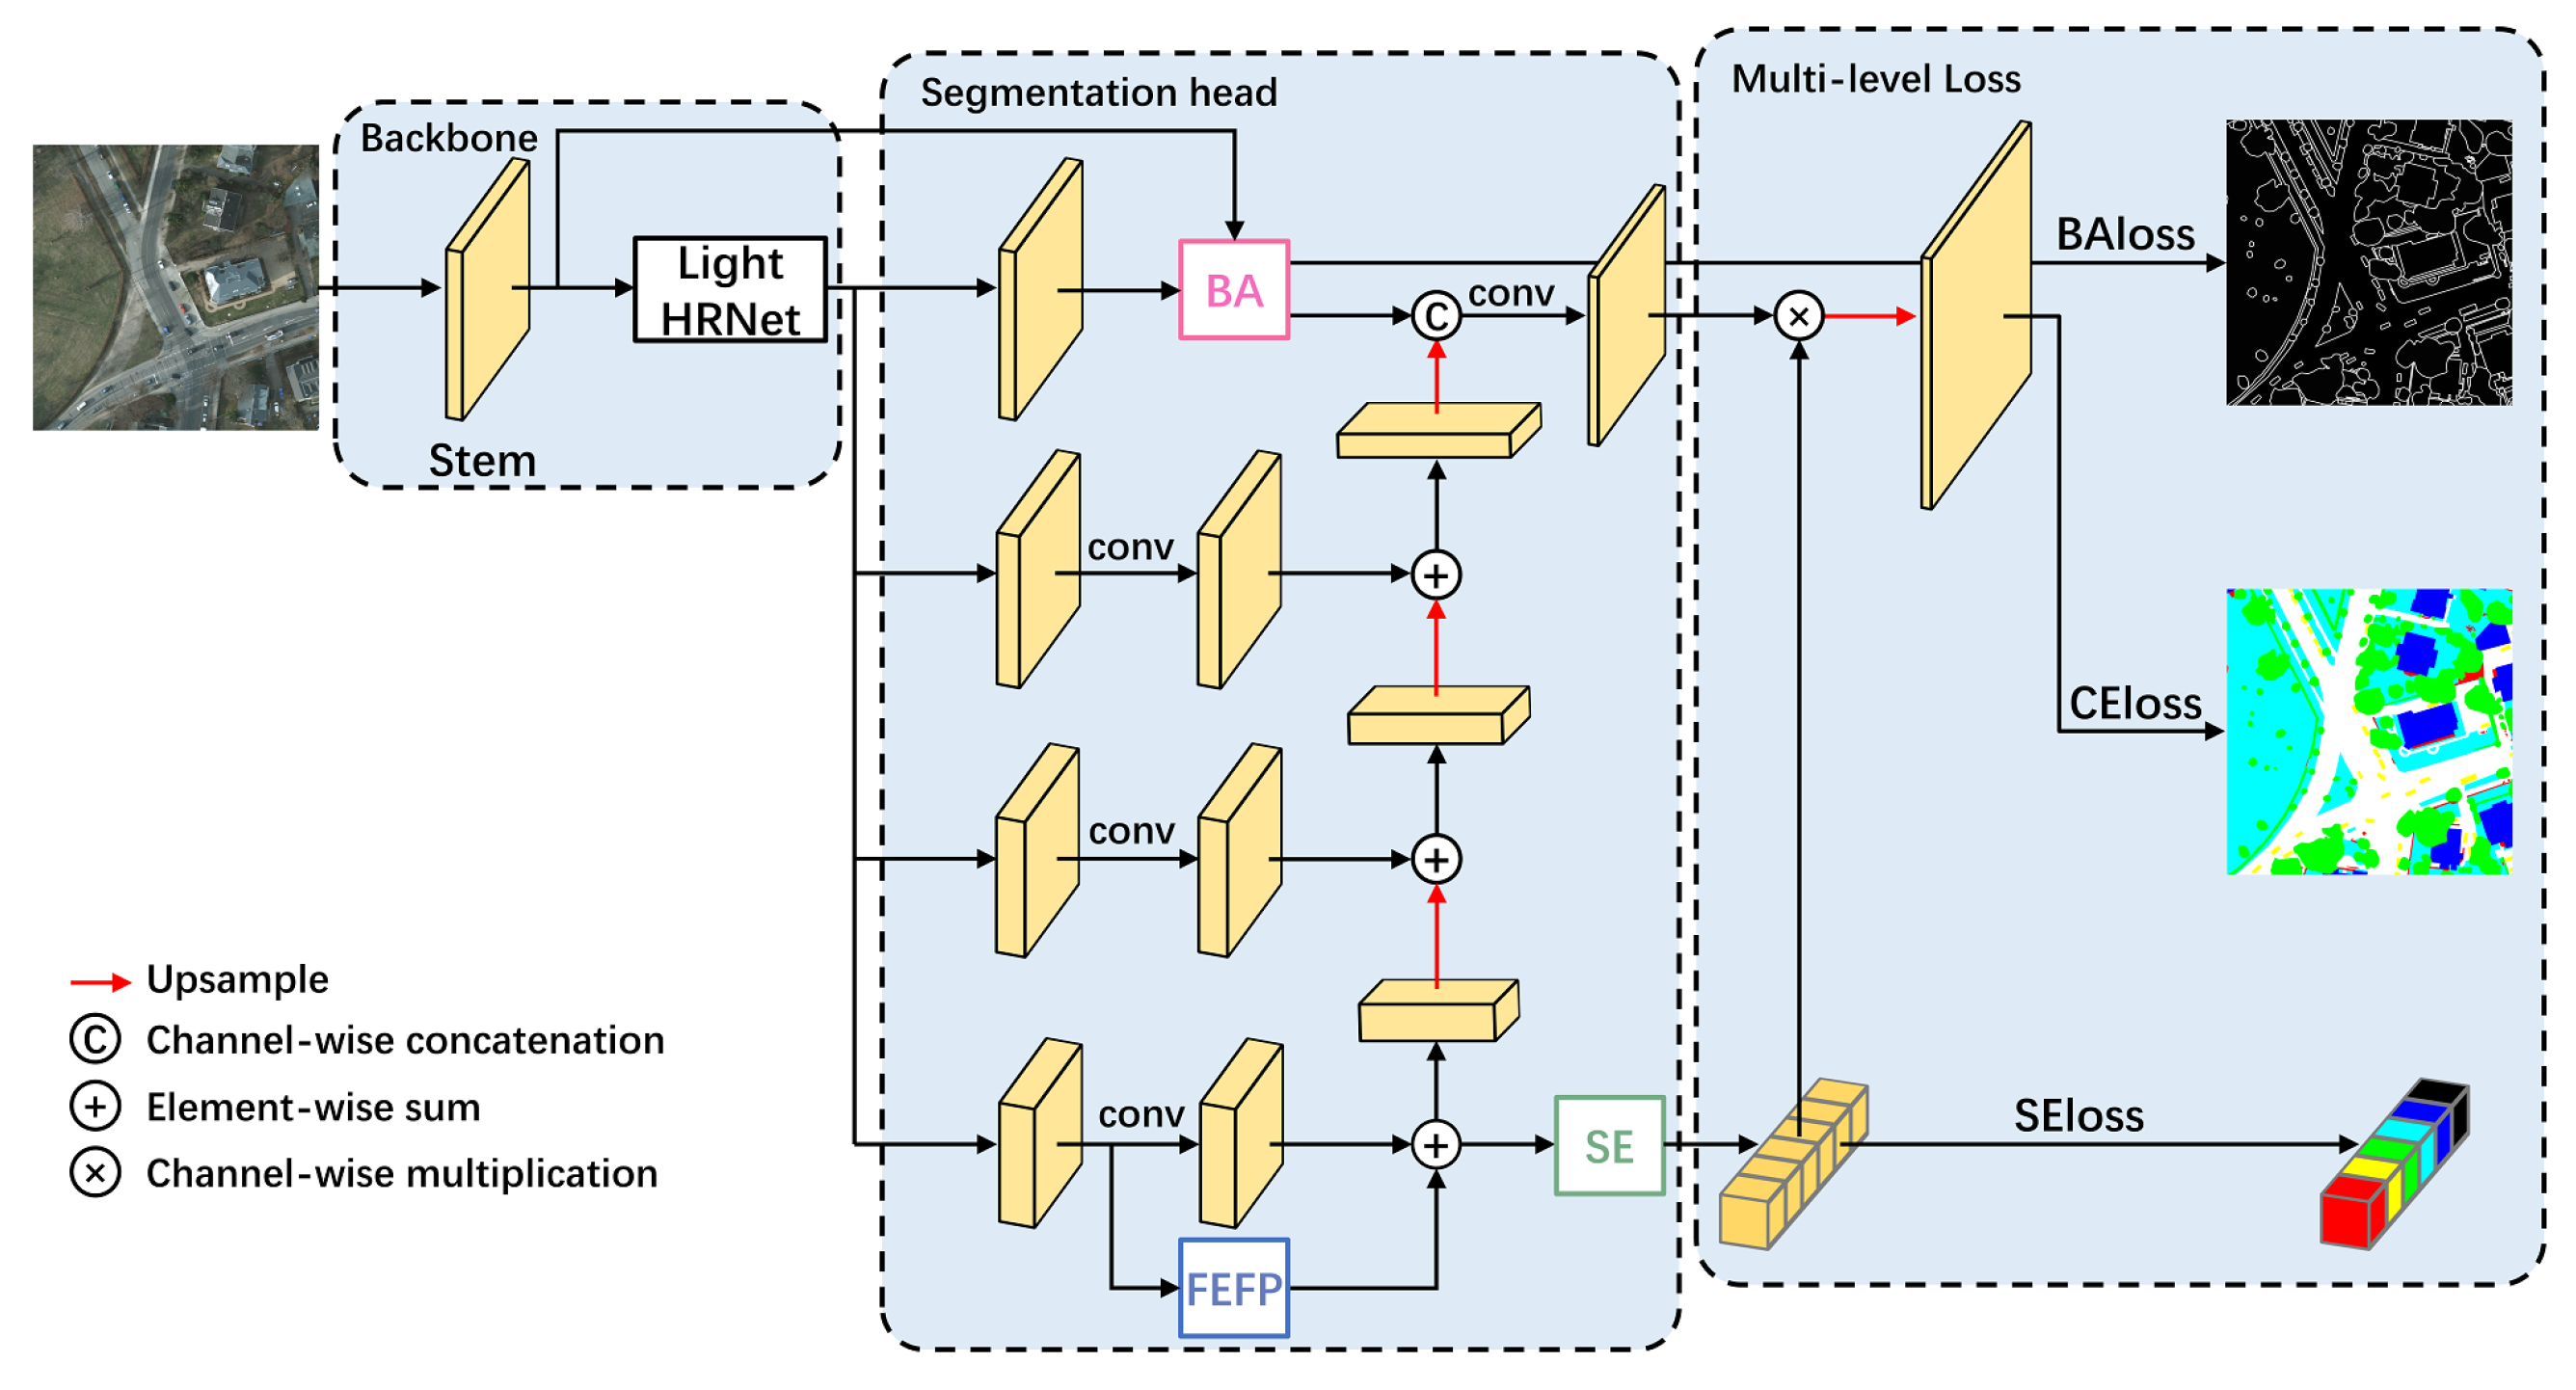 Backbone
Stem
Light
HRNet
Segmentation head
BA
C
conv
conv
+
conv
+
conv
+
SE
FEFP
Multi-level Loss
×
BAloss
CEloss
SEloss
Upsample
C Channel-wise concatenation
+ Element-wise sum
× Channel-wise multiplication